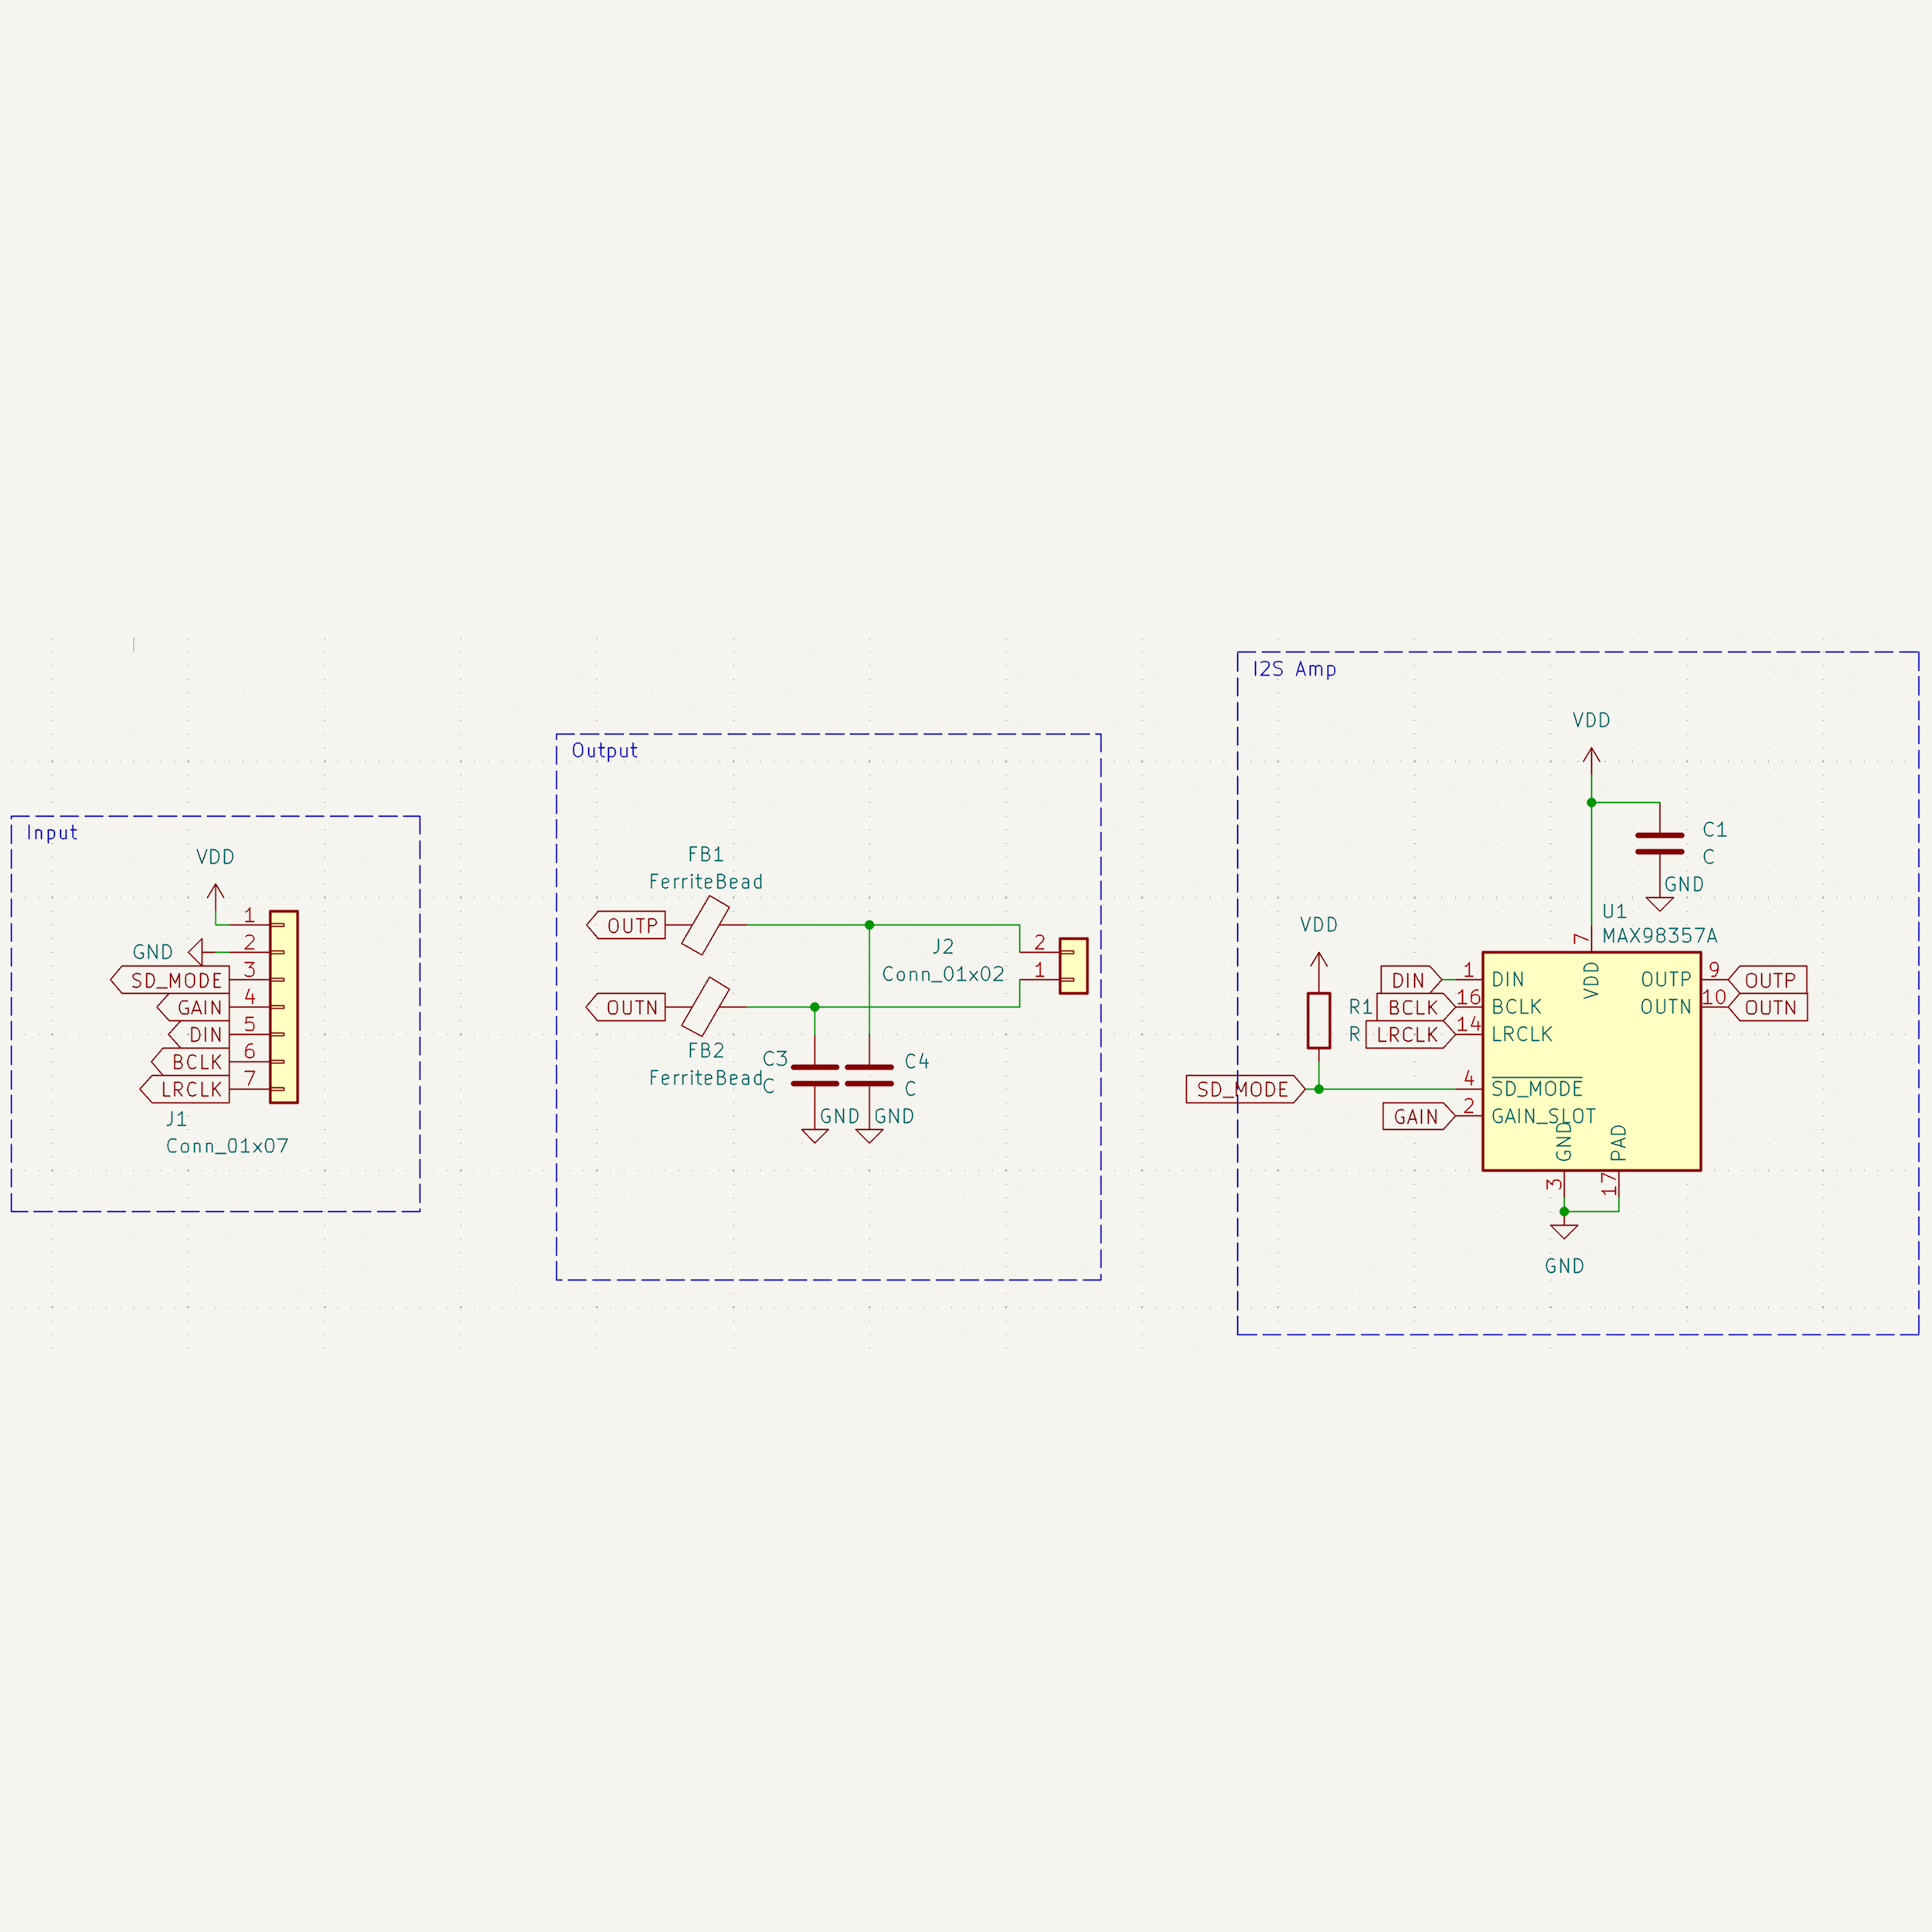 Input
VDD
1
GND
2
SD_MODE
3
GAIN
4
DIN
5
BCLK
6
LRCLK
7
J1
Conn_01x07
Output
FB1
FerriteBead
OUTP
J2
Conn_01x02
2
1
OUTN
FB2
FerriteBead
C3
C
C4
C
GND
GND
I2S Amp
VDD
C1
C
GND
U1
MAX98357A
VDD
R1
R
7
VDD
DIN
1
DIN
BCLK
16
BCLK
LRCLK
14
LRCLK
SD_MODE
4
SD_MODE
GAIN
2
GAIN_SLOT
OUTP
9
OUTP
OUTN
10
OUTN
GND
PAD
3
17
GND